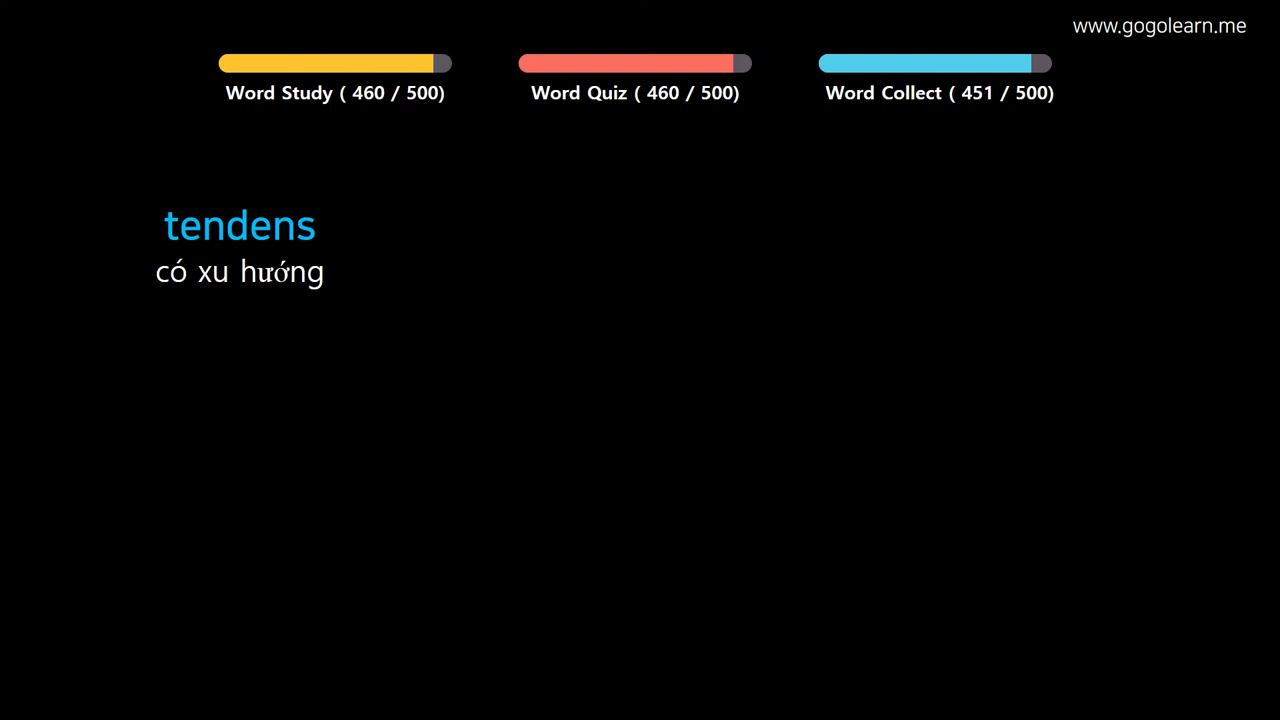 www.gogolearn.me
Word Study ( 460 / 500)
Word Quiz ( 460 / 500)
Word Collect ( 451 / 500)
tendens
có xu hướng